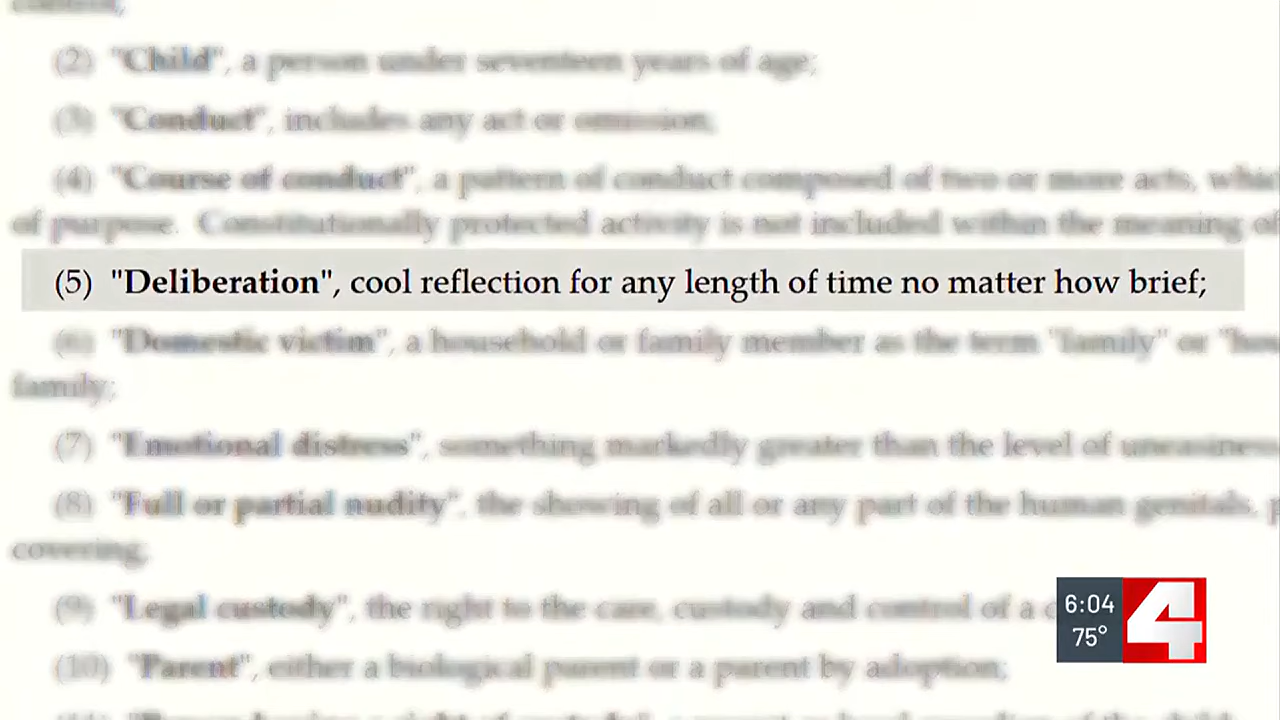 (2) "Child", a person under seventeen years of age;
(3) "Conduct", includes any act or omission;
(4) "Course of conduct", a pattern of conduct composed of two or more acts,
of purpose. Constitutionally protected activity is not included within the meaning of
(5) "Deliberation", cool reflection for any length of time no matter how brief;
(6) "Domestic victim", a household or family member as the term "family" or
family;
(7) "Emotional distress", something markedly greater than the level of
(8) "Full or partial nudity", the showing of all or any part of the human genitals,
covering;
(9) "Legal custody", the right to the care, custody and control of a
(10) "Parent", either a biological parent or a parent by adoption;
6:04
75°
4